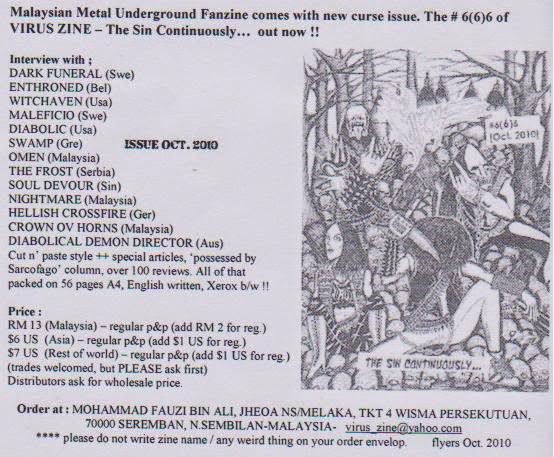 Malaysian Metal Underground Fanzine comes with new curse issue. The # 6(6)6 of
VIRUS ZINE – The Sin Continuously… out now !!
Interview with ;
DARK FUNERAL (Swe)
ENTHRONED (Bel)
WITCHAVEN (Usa)
MALEFICIO (Swe)
DIABOLIC (Usa)
SWAMP (Gre)
ISSUE OCT. 2010
OMEN (Malaysia)
THE FROST (Serbia)
SOUL DEVOUR (Sin)
NIGHTMARE (Malaysia)
HELLISH CROSSFIRE (Ger)
CROWN OV HORNS (Malaysia)
DIABOLICAL DEMON DIRECTOR (Aus)
Cut n' paste style ++ special articles, 'possessed by
Sarcofago' column, over 100 reviews. All of that
packed on 56 pages A4, English written, Xerox b/w !!
Price :
RM 13 (Malaysia) – regular p&p (add RM 2 for reg.)
$6 US (Asia) – regular p&p (add $1 US for reg.)
$7 US (Rest of world) – regular p&p (add $1 US for reg.)
(trades welcomed, but PLEASE ask first)
Distributors ask for wholesale price.
#6(6)6
(Oct. 2010)
THE SIN CONTINUOUSLY...
Order at : MOHAMMAD FAUZI BIN ALI, JHEOA NS/MELAKA, TKT 4 WISMA PERSEKUTUAN,
70000 SEREMBAN, N.SEMBILAN-MALAYSIA- virus_zine@yahoo.com
**** please do not write zine name / any weird thing on your order envelop. flyers Oct. 2010